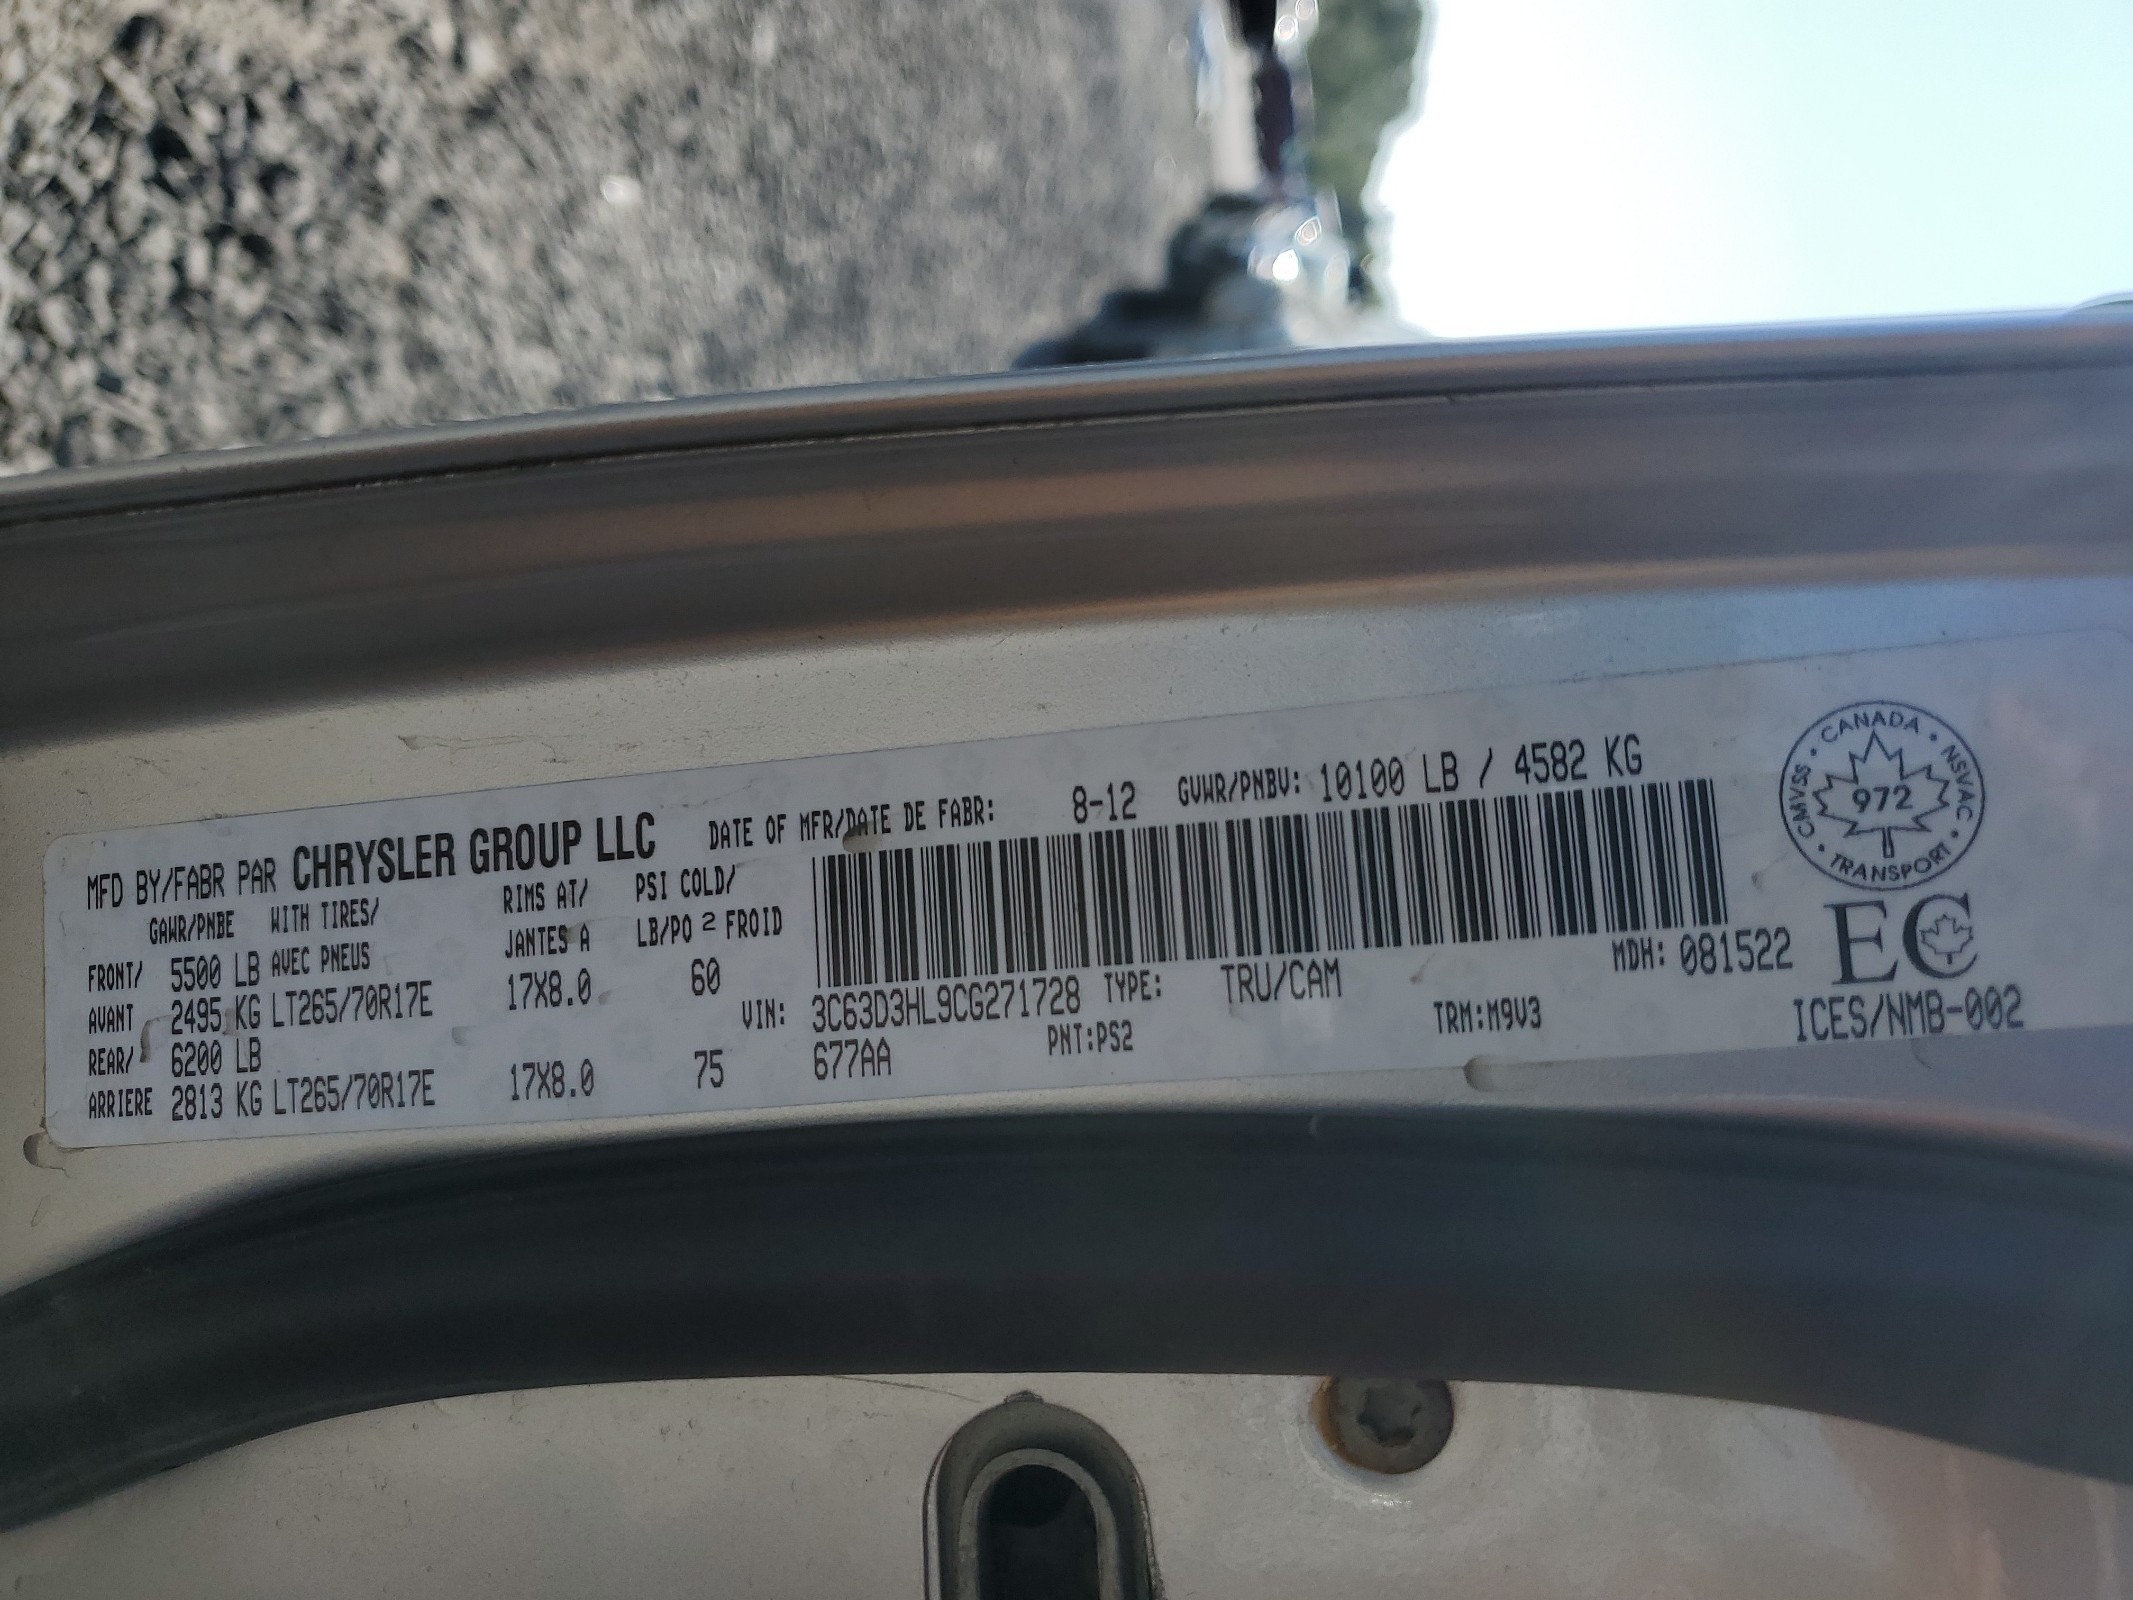 MFD BY/FABR PAR CHRYSLER GROUP LLC DATE OF MFR/DATE DE FABR: 8-12 GVWR/PNBV: 10100 LB / 4582 KG
GAWR/PNBE WITH TIRES/ RIMS AT/ PSI COLD/
AVEC PNEUS JANTES A LB/PO 2 FROID
FRONT/ 5500 LB
AVANT 2495 KG LT265/70R17E 17X8.0 60
REAR/ 6200 LB
ARRIERE 2813 KG LT265/70R17E 17X8.0 75
MDH: 081522
VIN: 3C63D3HL9CG271728 TYPE: TRU/CAM
677AA PNT:PS2 TRM:M9V3
CANADA • NSVAC • TRANSPORT • CMVSS •
972
EC
ICES/NMB-002